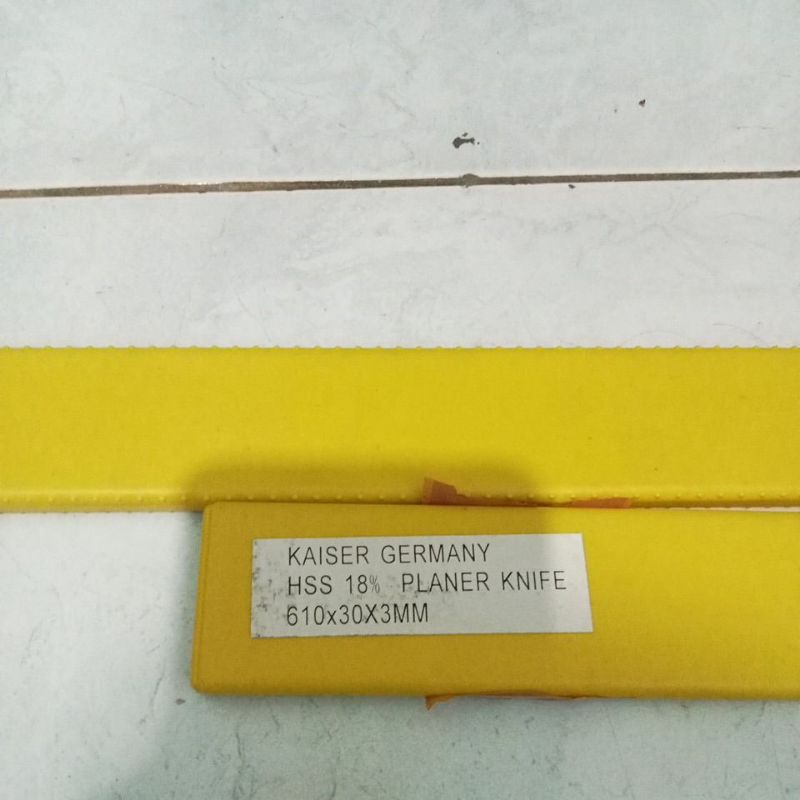 KAISER GERMANY
HSS 18% PLANER KNIFE
610x30X3MM